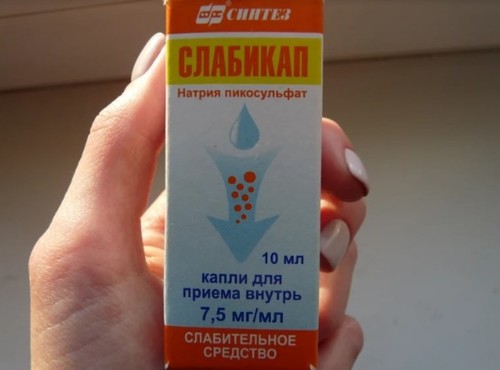 СИНТЕЗ
СЛАБИКАП
Натрия пикосульфат
10 мл
капли для
приема внутрь
7,5 мг/мл
СЛАБИТЕЛЬНОЕ
СРЕДСТВО